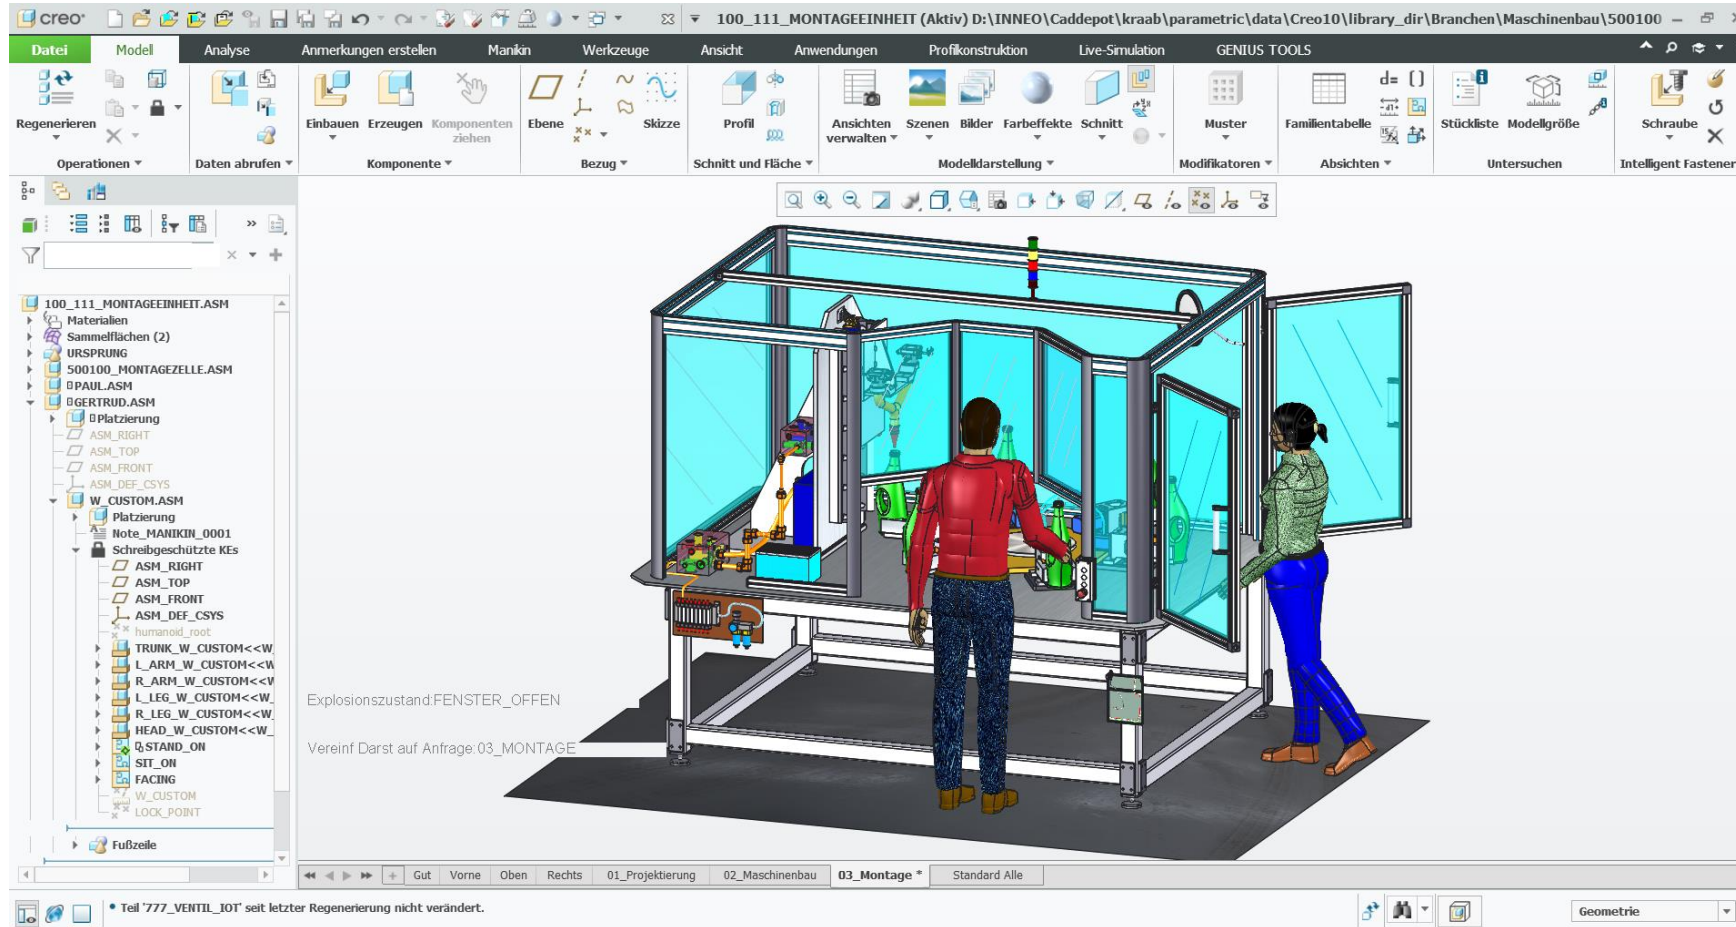 creo 100_111_MONTAGEEINHEIT (Aktiv) D:\INNEO\Caddepot\kraab\parametric\data\Creo10\library_dir\Branchen\Maschinenbau\500100
Datei Modell Analyse Anmerkungen erstellen Manikin Werkzeuge Ansicht Anwendungen Profilkonstruktion Live-Simulation GENIUS TOOLS
Regenerieren Einbauen Erzeugen Komponenten ziehen Ebene Skizze Profil Ansichten verwalten Szenen Bilder Farbeffekte Schnitt Muster Familientabelle Stückliste Modellgröße Schraube
Operationen Daten abrufen Komponente Bezug Schnitt und Fläche Modelldarstellung Modifikatoren Absichten Untersuchen Intelligent Fastener
100_111_MONTAGEEINHEIT.ASM
Materialien
Sammelflächen (2)
URSPRUNG
500100_MONTAGEZELLE.ASM
PAUL.ASM
GERTRUD.ASM
Platzierung
ASM_RIGHT
ASM_TOP
ASM_FRONT
ASM_DEF_CSYS
W_CUSTOM.ASM
Platzierung
Note_MANIKIN_0001
Schreibgeschützte KEs
ASM_RIGHT
ASM_TOP
ASM_FRONT
ASM_DEF_CSYS
humanoid_root
TRUNK_W_CUSTOM<<W_
L_ARM_W_CUSTOM<<W
R_ARM_W_CUSTOM<<W
L_LEG_W_CUSTOM<<W_
R_LEG_W_CUSTOM<<W_
HEAD_W_CUSTOM<<W_
STAND_ON
SIT_ON
FACING
W_CUSTOM
LOCK_POINT
Fußzeile
Explosionszustand:FENSTER_OFFEN
Vereinf Darst auf Anfrage:03_MONTAGE
Gut Vorne Oben Rechts 01_Projektierung 02_Maschinenbau 03_Montage * Standard Alle
• Teil '777_VENTIL_IOT' seit letzter Regenerierung nicht verändert.
Geometrie